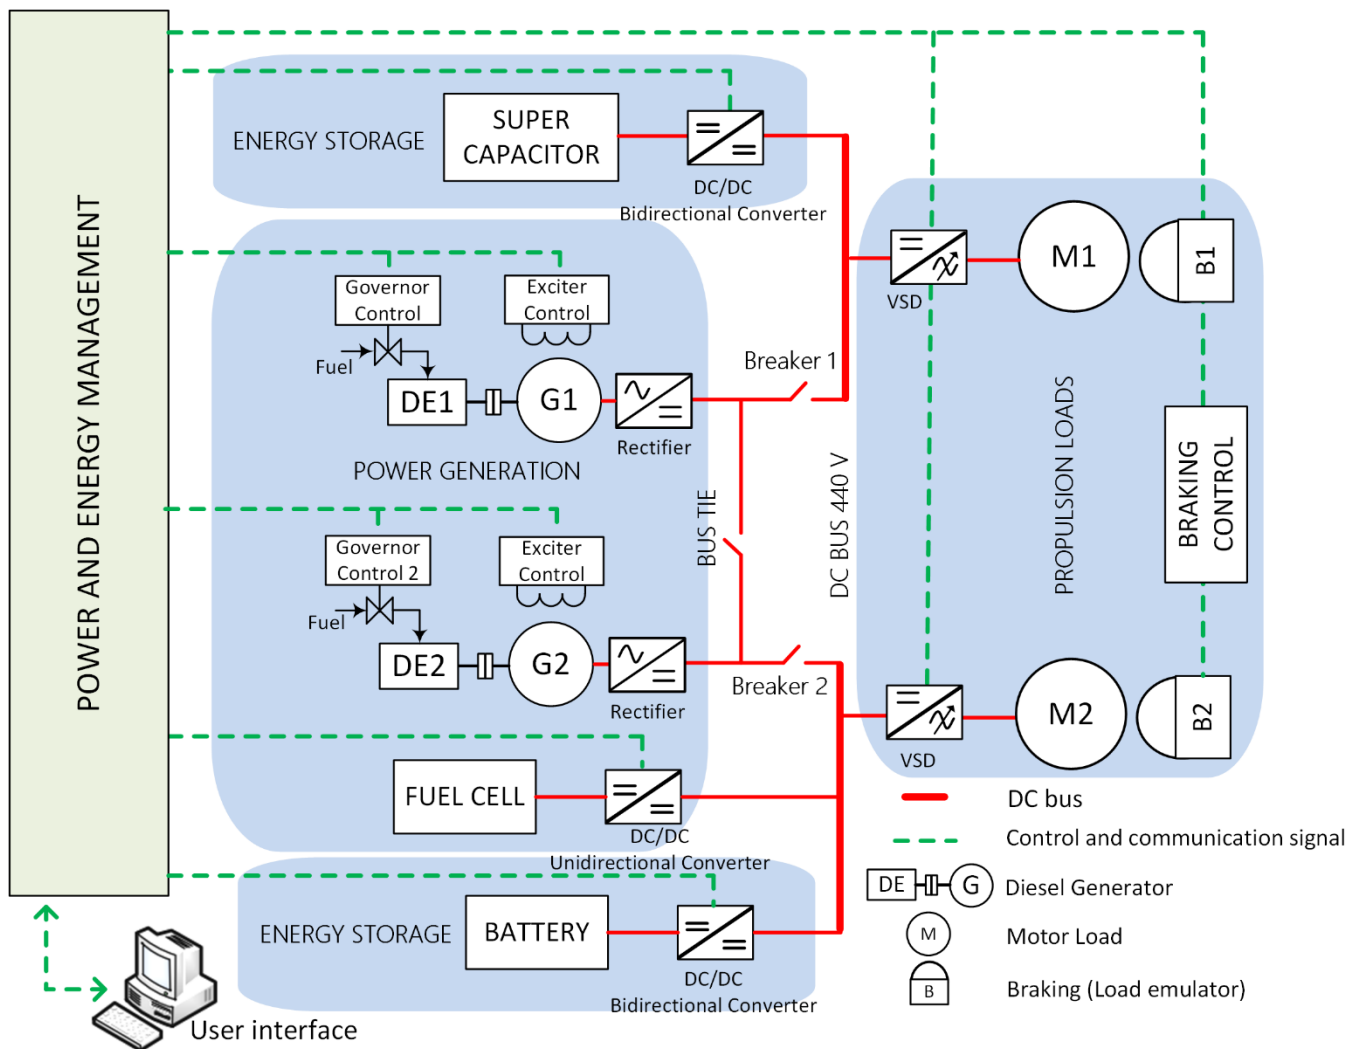 POWER AND ENERGY MANAGEMENT
ENERGY STORAGE
SUPER
CAPACITOR
DC/DC
Bidirectional Converter
Governor
Control
Exciter
Control
Fuel
DE1
G1
Rectifier
Breaker 1
POWER GENERATION
BUS TIE
DC BUS 440 V
Governor
Control 2
Exciter
Control
Fuel
DE2
G2
Rectifier
Breaker 2
FUEL CELL
DC/DC
Unidirectional Converter
ENERGY STORAGE
BATTERY
DC/DC
Bidirectional Converter
User interface
VSD
M1
B1
PROPULSION LOADS
BRAKING
CONTROL
VSD
M2
B2
DC bus
Control and communication signal
DE
G
Diesel Generator
M
Motor Load
B
Braking (Load emulator)